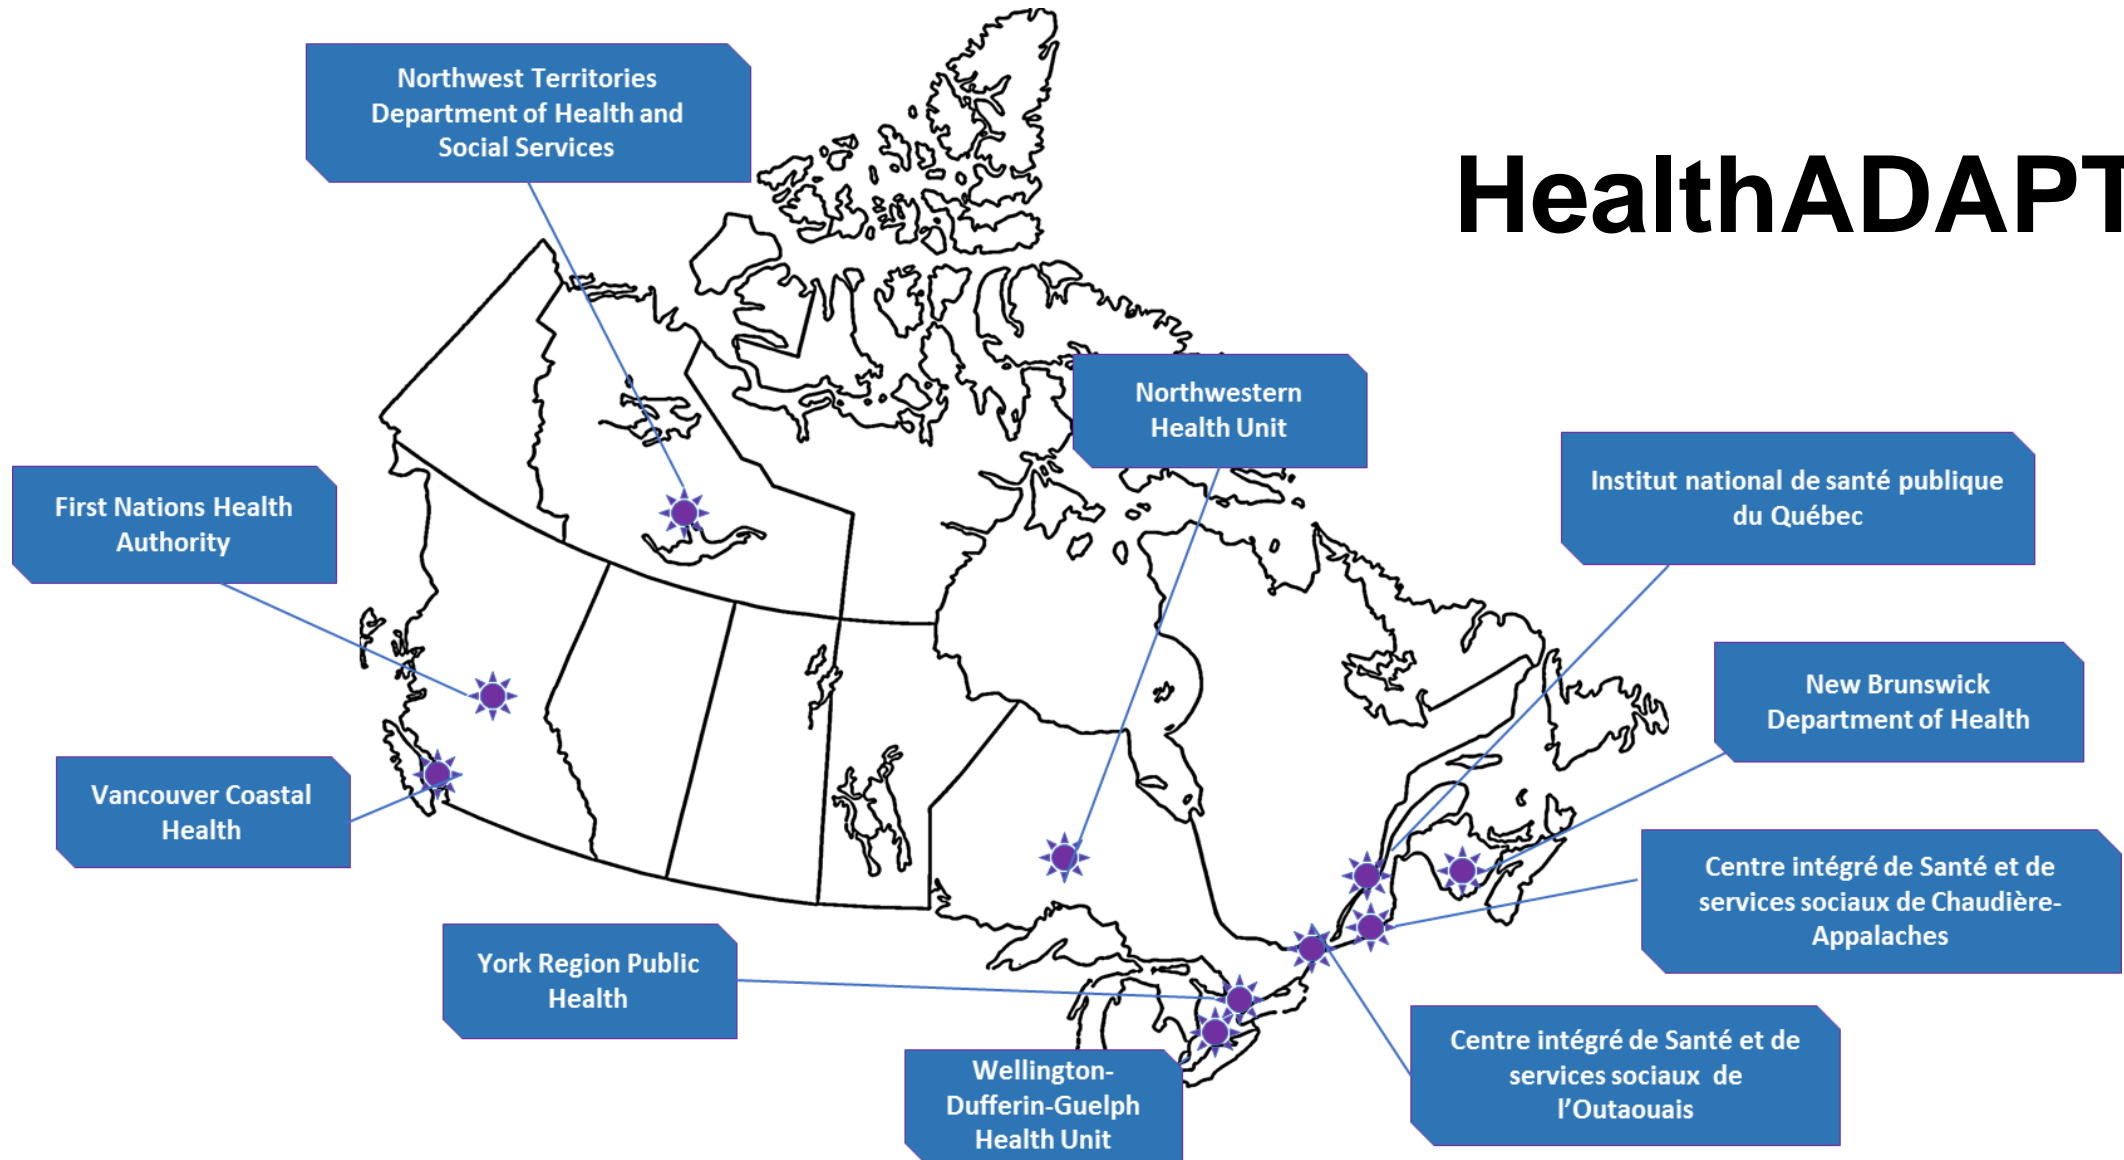 Northwest Territories
Department of Health and
Social Services
HealthADAPT
Northwestern
Health Unit
Institut national de santé publique
du Québec
First Nations Health
Authority
New Brunswick
Department of Health
Vancouver Coastal
Health
Centre intégré de Santé et de
services sociaux de Chaudière-
Appalaches
York Region Public
Health
Centre intégré de Santé et de
services sociaux de
l’Outaouais
Wellington-
Dufferin-Guelph
Health Unit